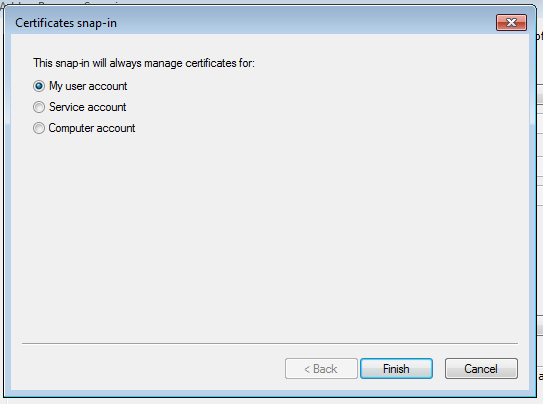 Certificates snap-in
This snap-in will always manage certificates for:
My user account
Service account
Computer account
< Back
Finish
Cancel